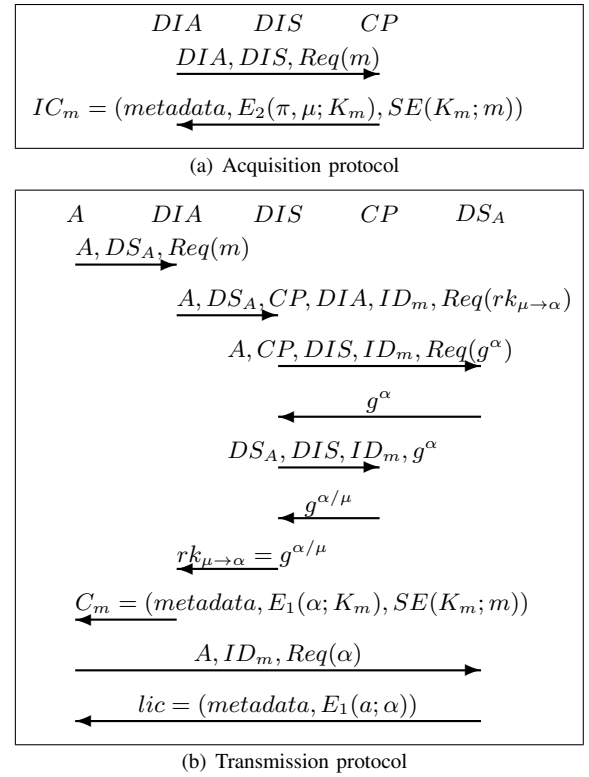 DIA DIS CP
DIA, DIS, Req(m)
IC_m = (metadata, E_2(π, μ; K_m), SE(K_m; m))
(a) Acquisition protocol
A DIA DIS CP DS_A
A, DS_A, Req(m)
A, DS_A, CP, DIA, ID_m, Req(rk_{μ→α})
A, CP, DIS, ID_m, Req(g^α)
g^α
DS_A, DIS, ID_m, g^α
g^{α/μ}
rk_{μ→α} = g^{α/μ}
C_m = (metadata, E_1(α; K_m), SE(K_m; m))
A, ID_m, Req(α)
lic = (metadata, E_1(a; α))
(b) Transmission protocol